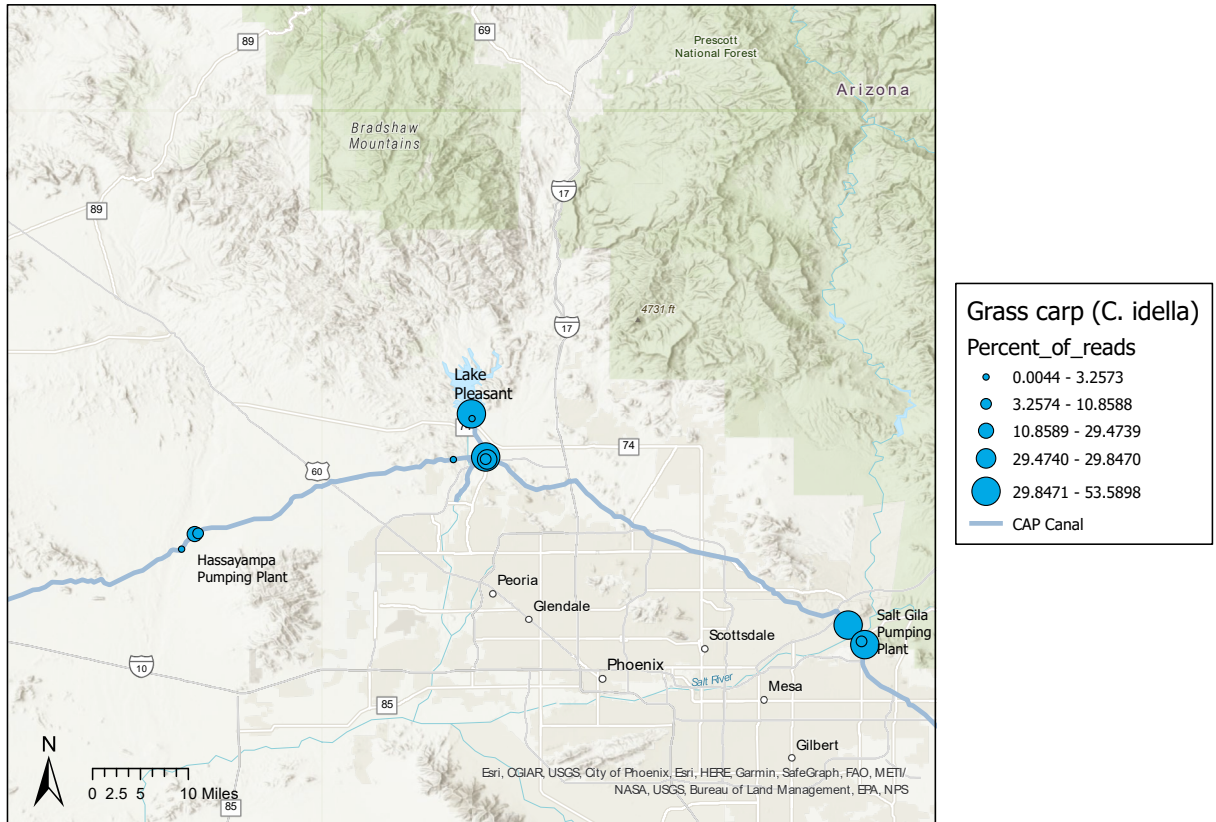 89
69
Prescott
National Forest
Arizona
Bradshaw
Mountains
17
89
4731 ft
17
Lake
Pleasant
74
60
Hassayampa
Pumping Plant
Peoria
Glendale
Salt Gila
Pumping
Plant
Scottsdale
Phoenix
Salt River
Mesa
10
85
Gilbert
N
0 2.5 5 10 Miles
85
Esri, CGIAR, USGS, City of Phoenix, Esri, HERE, Garmin, SafeGraph, FAO, METI/
NASA, USGS, Bureau of Land Management, EPA, NPS
Grass carp (C. idella)
Percent_of_reads
0.0044 - 3.2573
3.2574 - 10.8588
10.8589 - 29.4739
29.4740 - 29.8470
29.8471 - 53.5898
CAP Canal